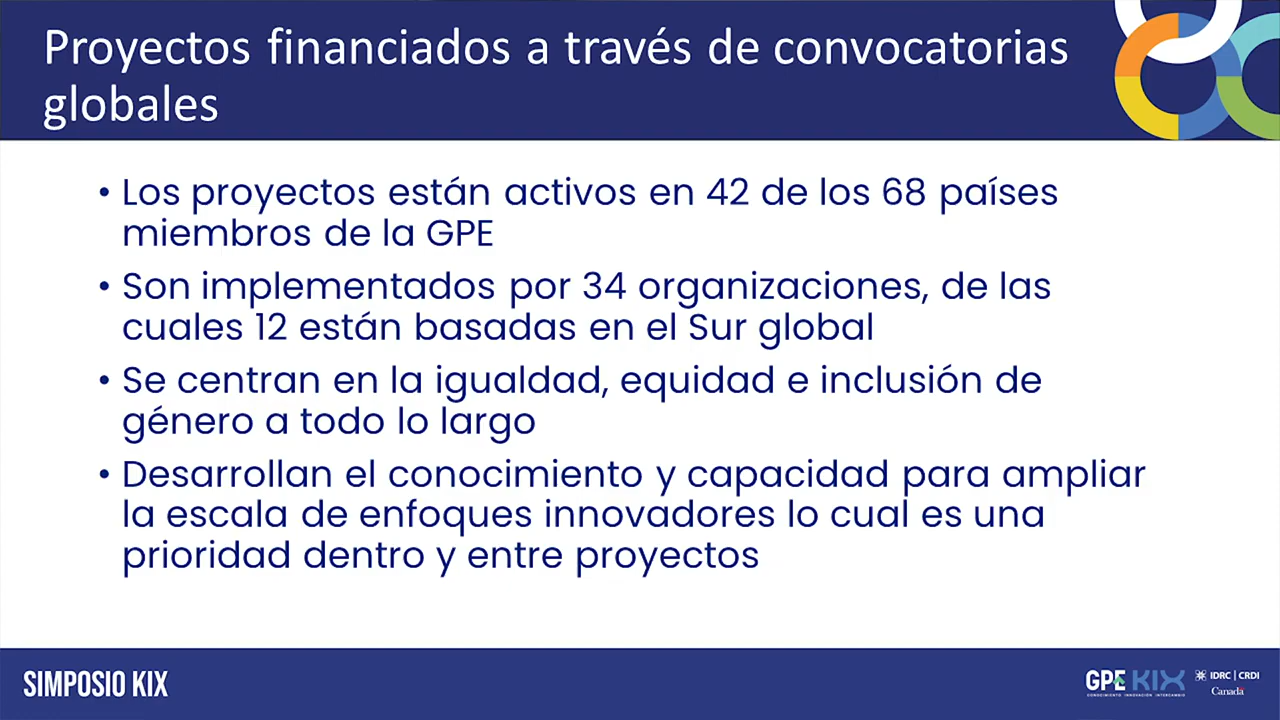 Proyectos financiados a través de convocatorias
globales
• Los proyectos están activos en 42 de los 68 países
miembros de la GPE
• Son implementados por 34 organizaciones, de las
cuales 12 están basadas en el Sur global
• Se centran en la igualdad, equidad e inclusión de
género a todo lo largo
• Desarrollan el conocimiento y capacidad para ampliar
la escala de enfoques innovadores lo cual es una
prioridad dentro y entre proyectos
SIMPOSIO KIX
GPE KIX
CONOCIMIENTO INNOVACIÓN INTERCAMBIO
IDRC | CRDI
Canada